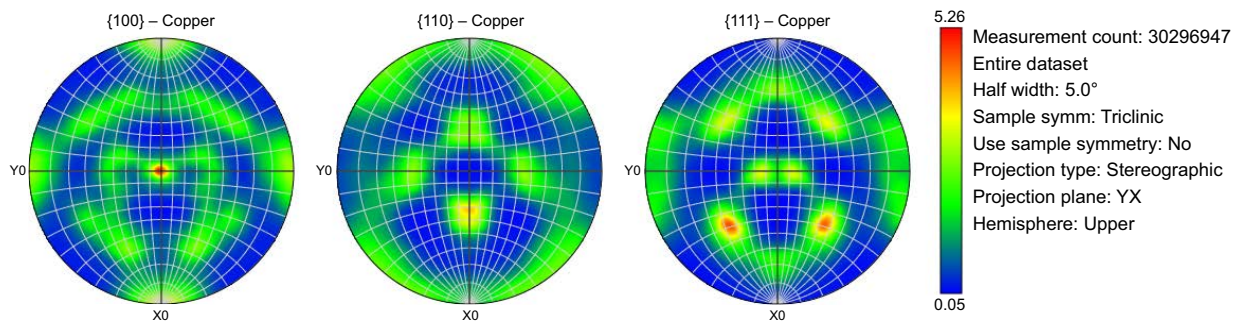 {100} – Copper
{110} – Copper
{111} – Copper
Y0
X0
Y0
X0
Y0
X0
5.26
0.05
Measurement count: 30296947
Entire dataset
Half width: 5.0°
Sample symm: Triclinic
Use sample symmetry: No
Projection type: Stereographic
Projection plane: YX
Hemisphere: Upper